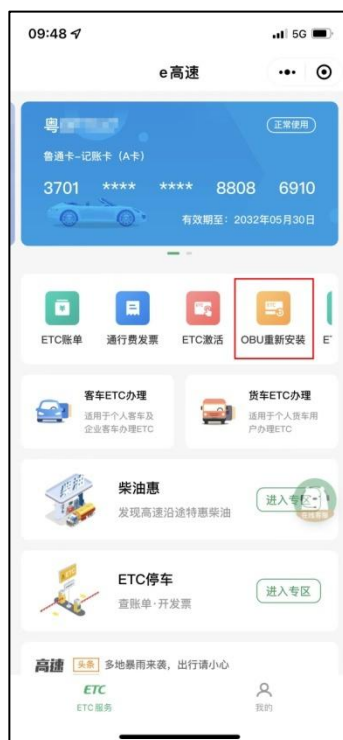 09:48
5G
e高速
粤
正常使用
鲁通卡-记账卡（A卡）
3701 **** **** 8808 6910
有效期至：2032年05月30日
ETC账单 通行费发票 ETC激活 OBU重新安装
客车ETC办理
适用于个人客车及
企业客车办理ETC
货车ETC办理
适用于个人货车用
户办理ETC
柴油惠
发现高速沿途特惠柴油
进入专区
ETC停车
查账单·开发票
进入专区
高速 头条 多地暴雨来袭，出行请小心
ETC
ETC服务
我的